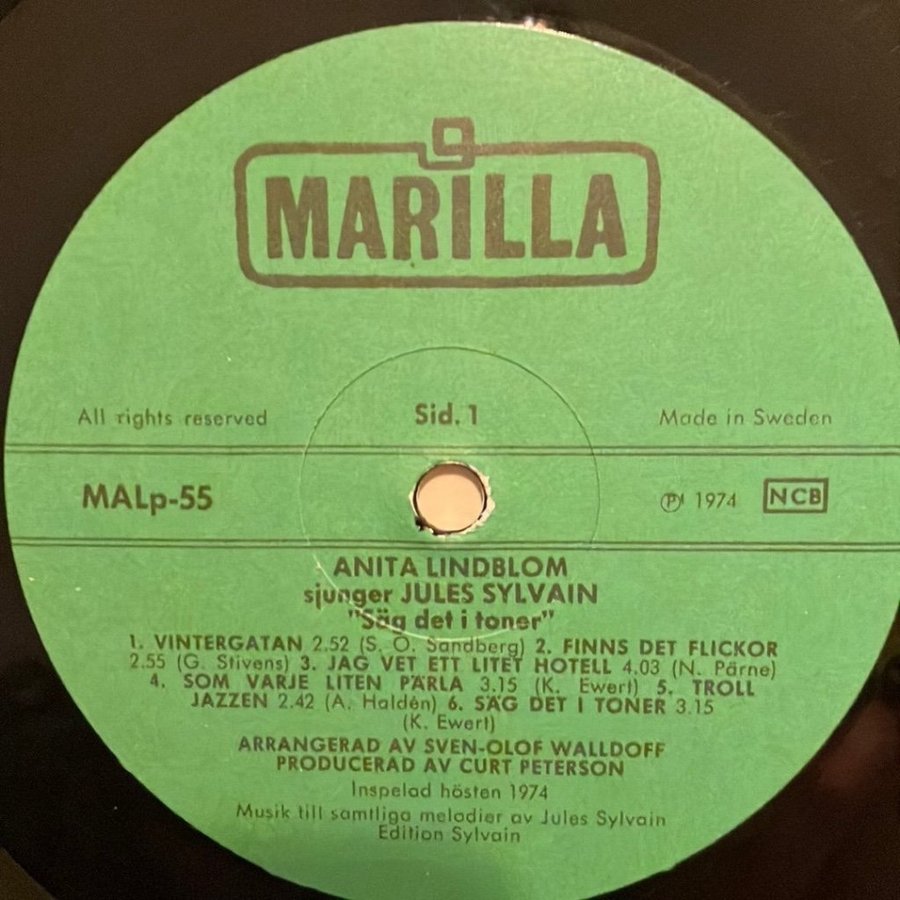 MARILLA
All rights reserved
Sid. 1
Made in Sweden
MALp-55
Ⓟ 1974
NCB
ANITA LINDBLOM
sjunger JULES SYLVAIN
"Säg det i toner"
1. VINTERGATAN 2.52 (S. O. Sandberg) 2. FINNS DET FLICKOR
2.55 (G. Stivens) 3. JAG VET ETT LITET HOTELL 4.03 (N. Pärne)
4. SOM VARJE LITEN PÄRLA 3.15 (K. Ewert) 5. TROLL
JAZZEN 2.42 (A. Haldén) 6. SÄG DET I TONER 3.15
(K. Ewert)
ARRANGERAD AV SVEN-OLOF WALLDOFF
PRODUCERAD AV CURT PETERSON
Inspelad hösten 1974
Musik till samtliga melodier av Jules Sylvain
Edition Sylvain